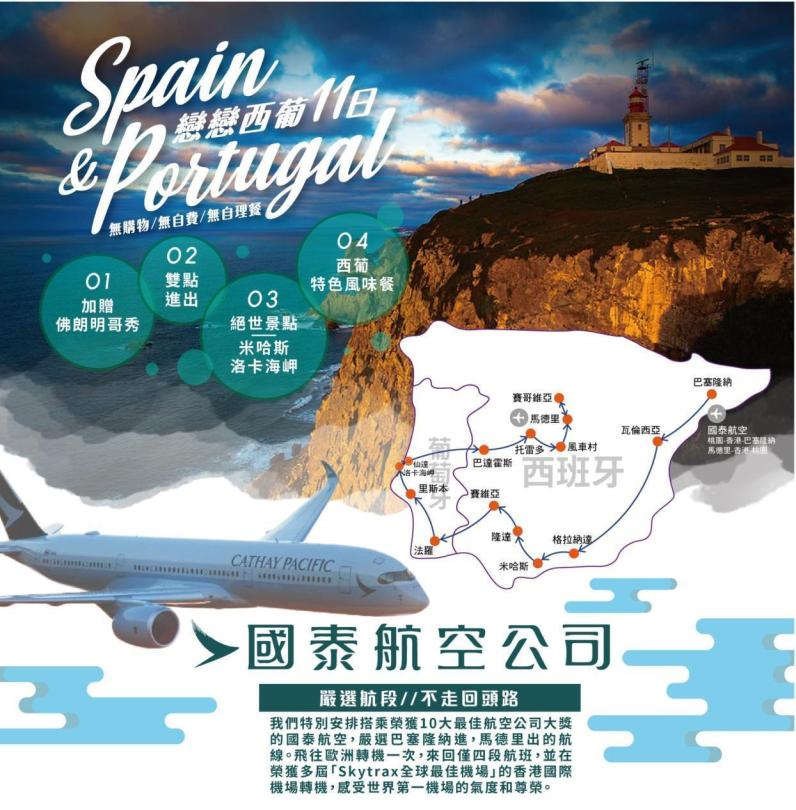 Spain
戀戀西葡11日
& Portugal
無購物/無自費/無自理餐
01
加贈
佛朗明哥秀
02
雙點
進出
03
絕世景點
米哈斯
洛卡海岬
04
西葡
特色風味餐
巴塞隆納
國泰航空
桃園-香港-巴塞隆納
馬德里-香港-桃園
瓦倫西亞
賽哥維亞
馬德里
托雷多
風車村
巴達霍斯
西班牙
葡萄牙
仙達
洛卡海岬
里斯本
賽維亞
法羅
隆達
米哈斯
格拉納達
CATHAY PACIFIC
國泰航空公司
嚴選航段//不走回頭路
我們特別安排搭乘榮獲10大最佳航空公司大獎
的國泰航空,嚴選巴塞隆納進,馬德里出的航
線。飛往歐洲轉機一次,來回僅四段航班,並在
榮獲多屆「Skytrax全球最佳機場」的香港國際
機場轉機,感受世界第一機場的氣度和尊榮。